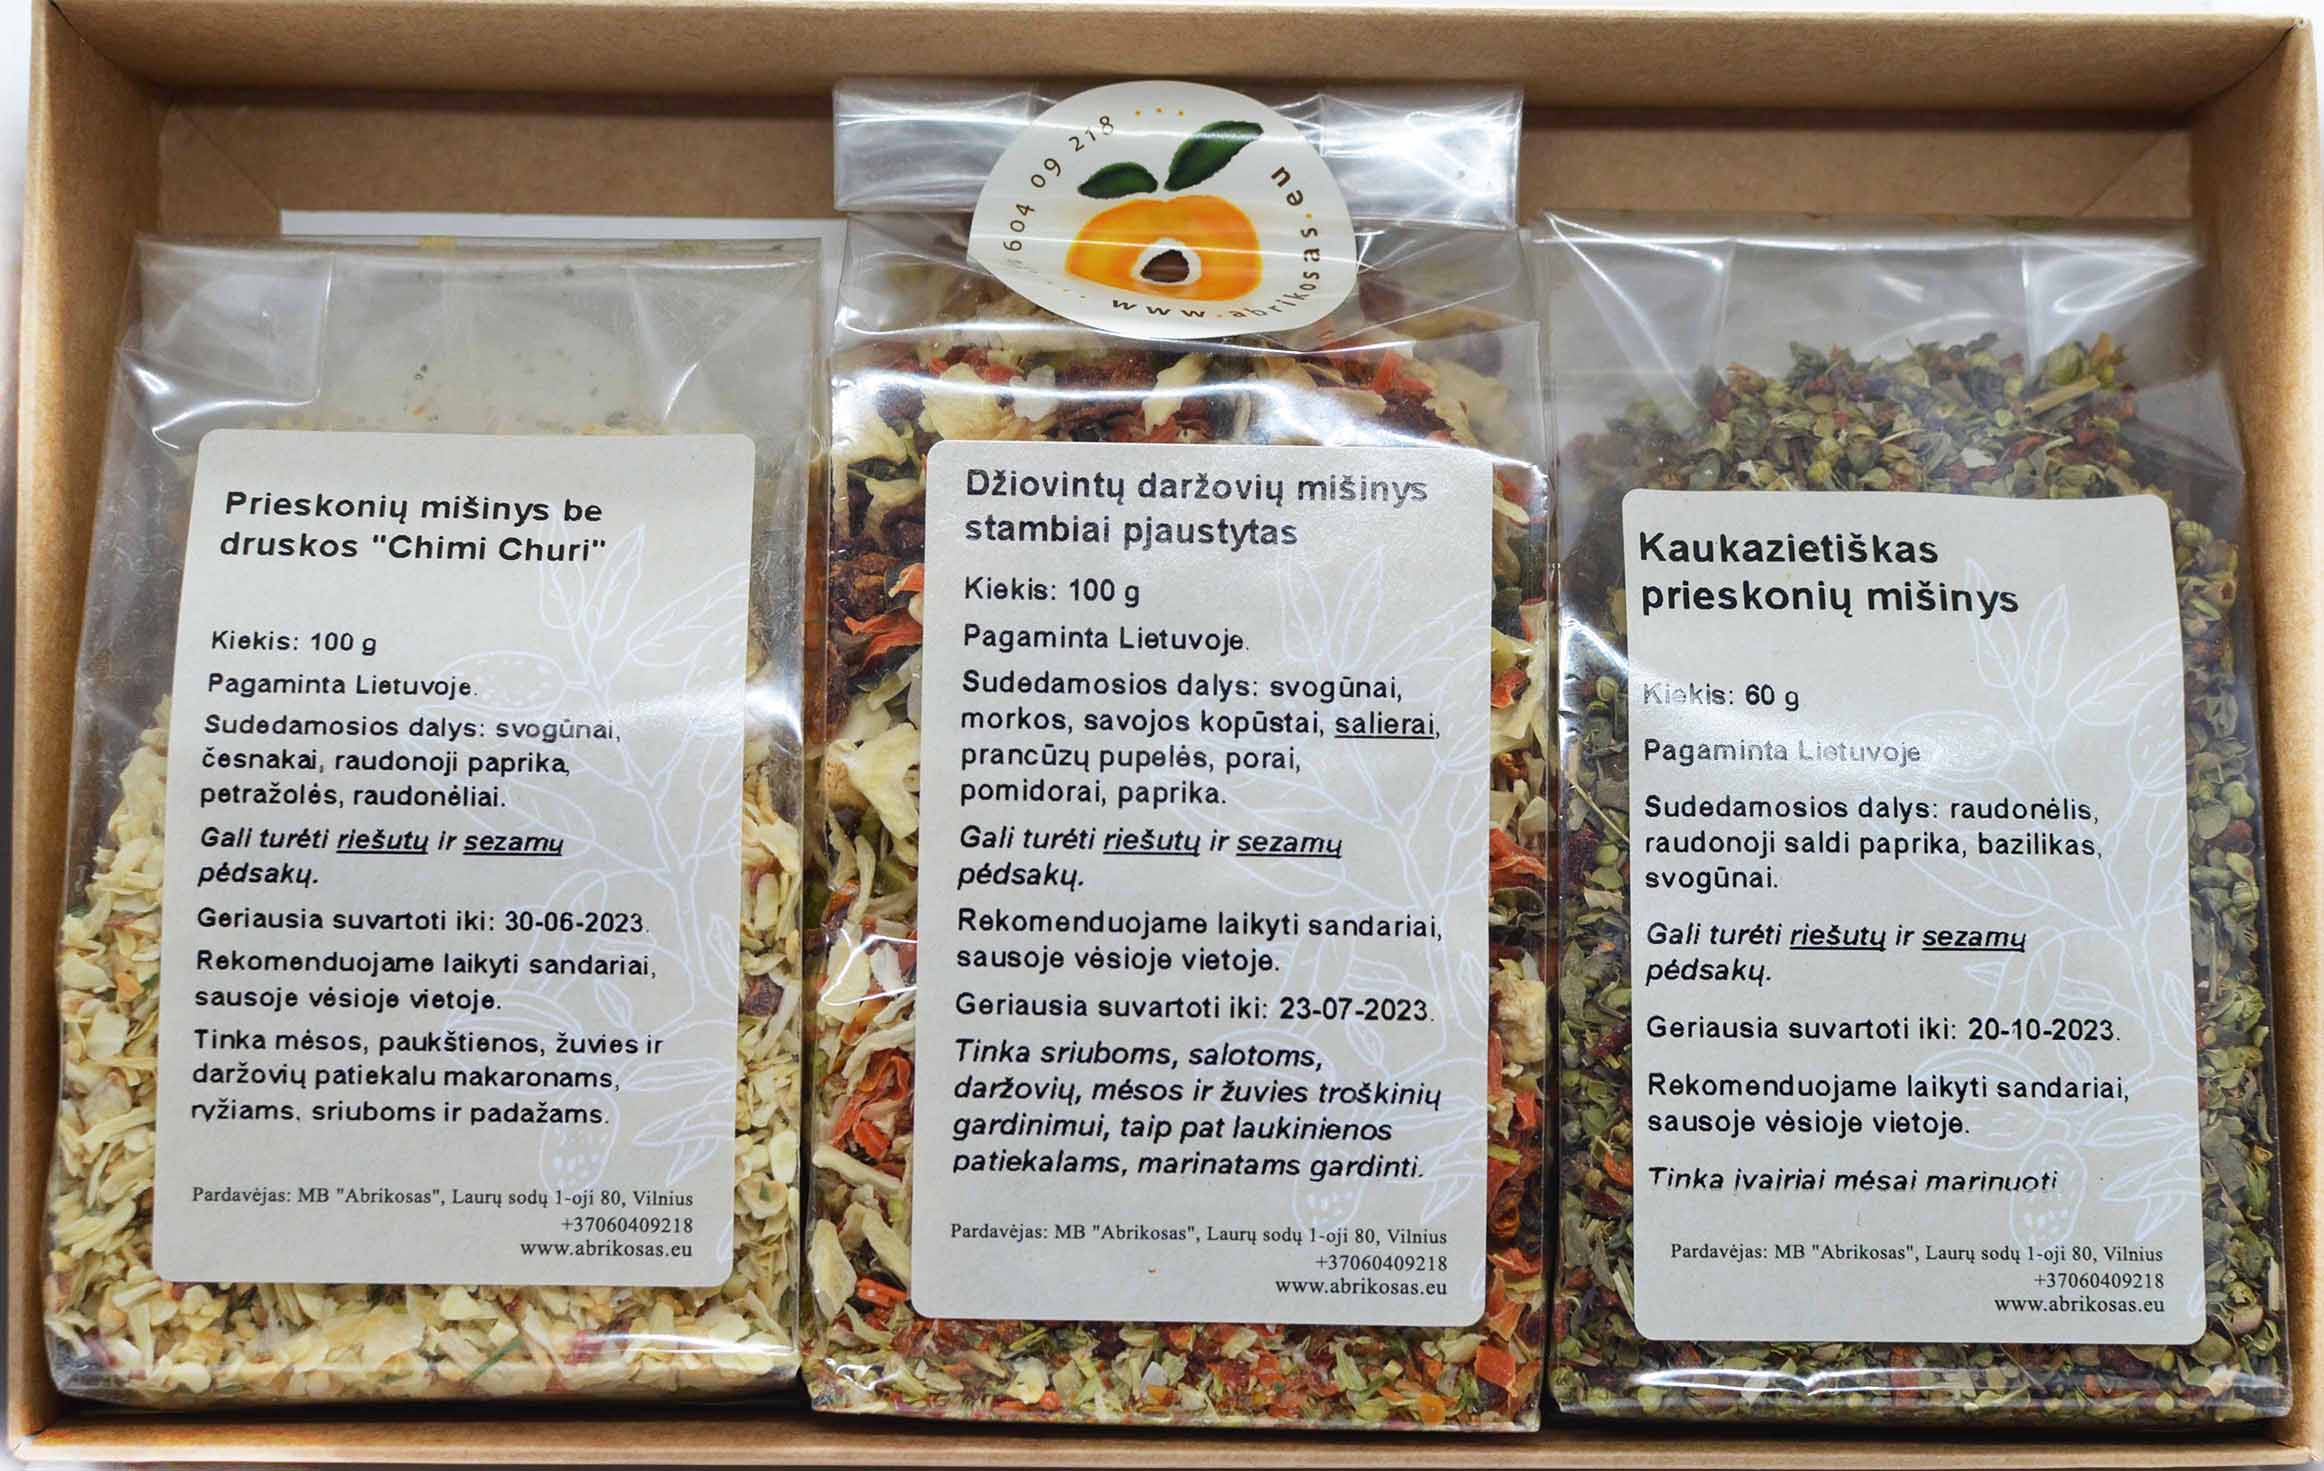 604 09 218
www.abrikosas.eu
Prieskonių mišinys be
druskos "Chimi Churi"
Kiekis: 100 g
Pagaminta Lietuvoje.
Sudedamosios dalys: svogūnai,
česnakai, raudonoji paprika,
petražolės, raudonėliai.
Gali turėti riešutų ir sezamų
pėdsakų.
Geriausia suvartoti iki: 30-06-2023.
Rekomenduojame laikyti sandariai,
sausoje vėsioje vietoje.
Tinka mėsos, paukštienos, žuvies ir
daržovių patiekalu makaronams,
ryžiams, sriuboms ir padažams.
Pardavėjas: MB "Abrikosas", Laurų sodų 1-oji 80, Vilnius
+37060409218
www.abrikosas.eu
Džiovintų daržovių mišinys
stambiai pjaustytas
Kiekis: 100 g
Pagaminta Lietuvoje.
Sudedamosios dalys: svogūnai,
morkos, savojos kopūstai, salierai,
prancūzų pupelės, porai,
pomidorai, paprika.
Gali turėti riešutų ir sezamų
pėdsakų.
Rekomenduojame laikyti sandariai,
sausoje vėsioje vietoje.
Geriausia suvartoti iki: 23-07-2023.
Tinka sriuboms, salotoms,
daržovių, mėsos ir žuvies troškinių
gardinimui, taip pat laukinienos
patiekalams, marinatams gardinti.
Pardavėjas: MB "Abrikosas", Laurų sodų 1-oji 80, Vilnius
+37060409218
www.abrikosas.eu
Kaukazietiškas
prieskonių mišinys
Kiekis: 60 g
Pagaminta Lietuvoje
Sudedamosios dalys: raudonėlis,
raudonoji saldi paprika, bazilikas,
svogūnai.
Gali turėti riešutų ir sezamų
pėdsakų.
Geriausia suvartoti iki: 20-10-2023.
Rekomenduojame laikyti sandariai,
sausoje vėsioje vietoje.
Tinka ivairiai mėsai marinuoti
Pardavėjas: MB "Abrikosas", Laurų sodų 1-oji 80, Vilnius
+37060409218
www.abrikosas.eu